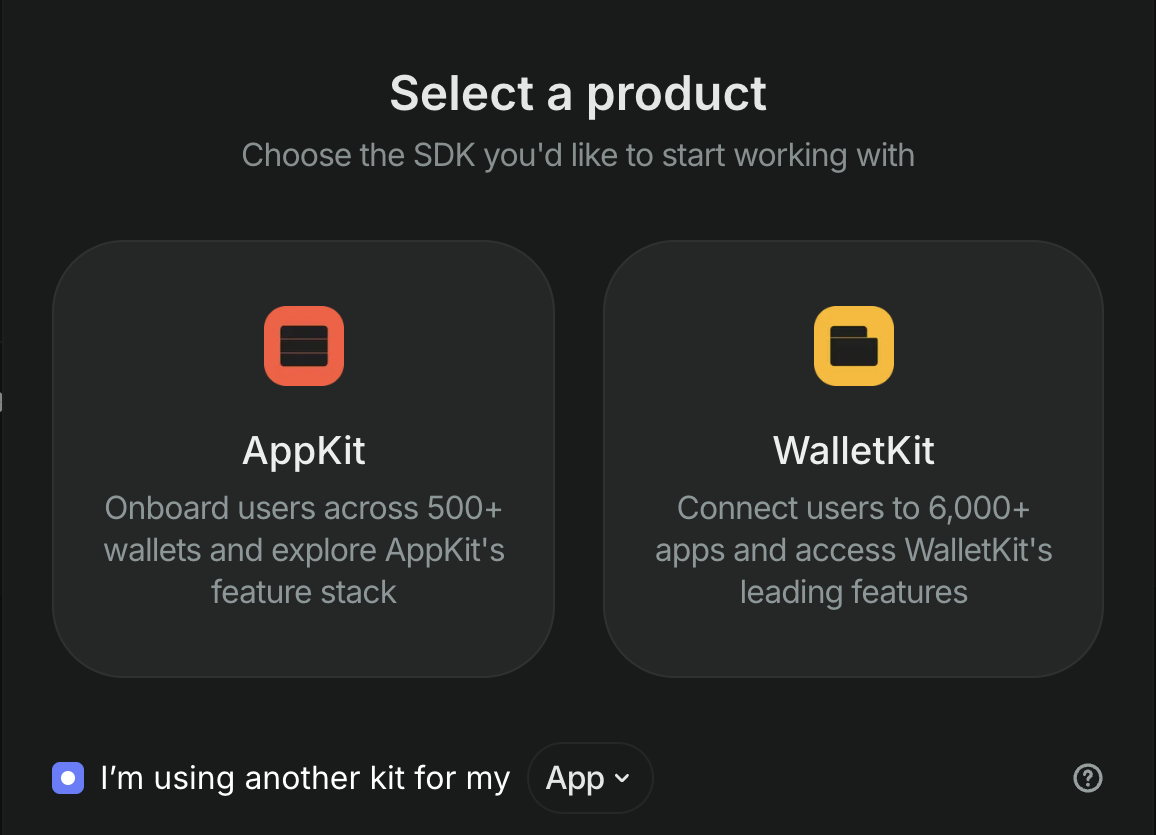 Select a product
Choose the SDK you'd like to start working with
AppKit
Onboard users across 500+
wallets and explore AppKit's
feature stack
WalletKit
Connect users to 6,000+
apps and access WalletKit's
leading features
I’m using another kit for my App
?